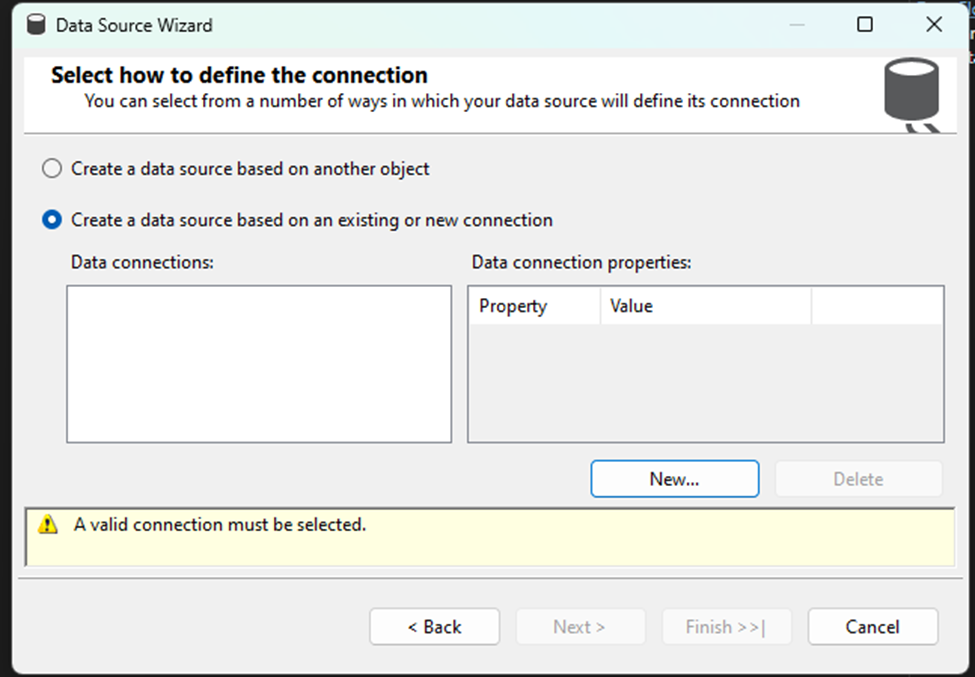 Data Source Wizard
Select how to define the connection
You can select from a number of ways in which your data source will define its connection
Create a data source based on another object
Create a data source based on an existing or new connection
Data connections:
Data connection properties:
Property Value
New... Delete
A valid connection must be selected.
< Back Next > Finish >>| Cancel